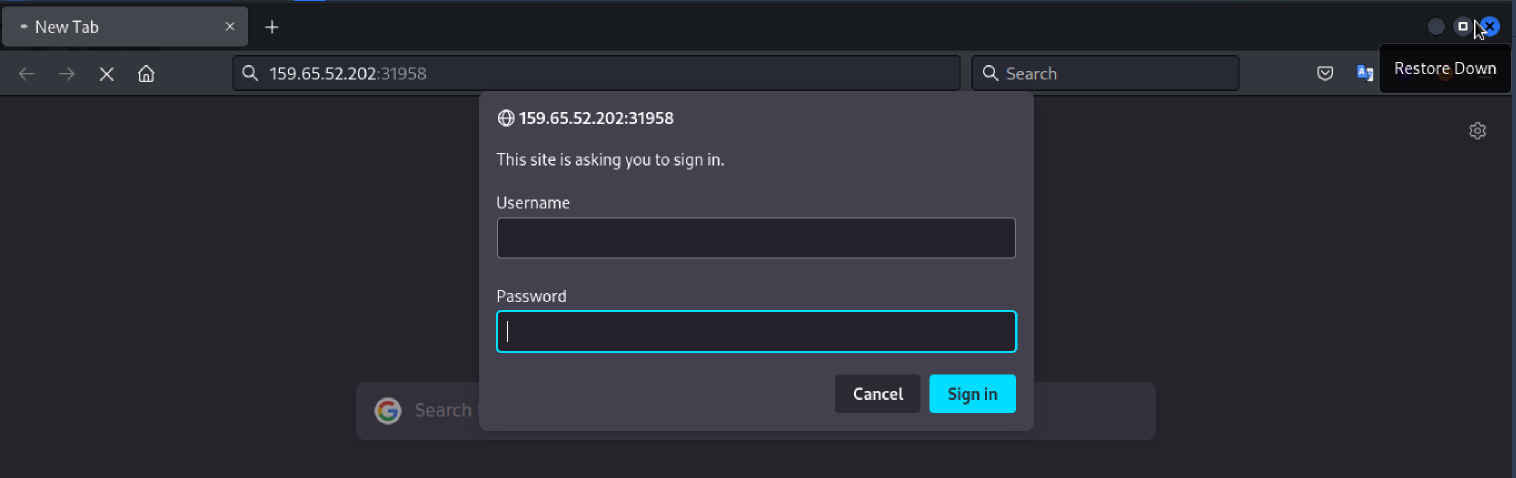 New Tab
159.65.52.202:31958
Search
Restore Down
159.65.52.202:31958
This site is asking you to sign in.
Username
Password
Cancel
Sign in
Search